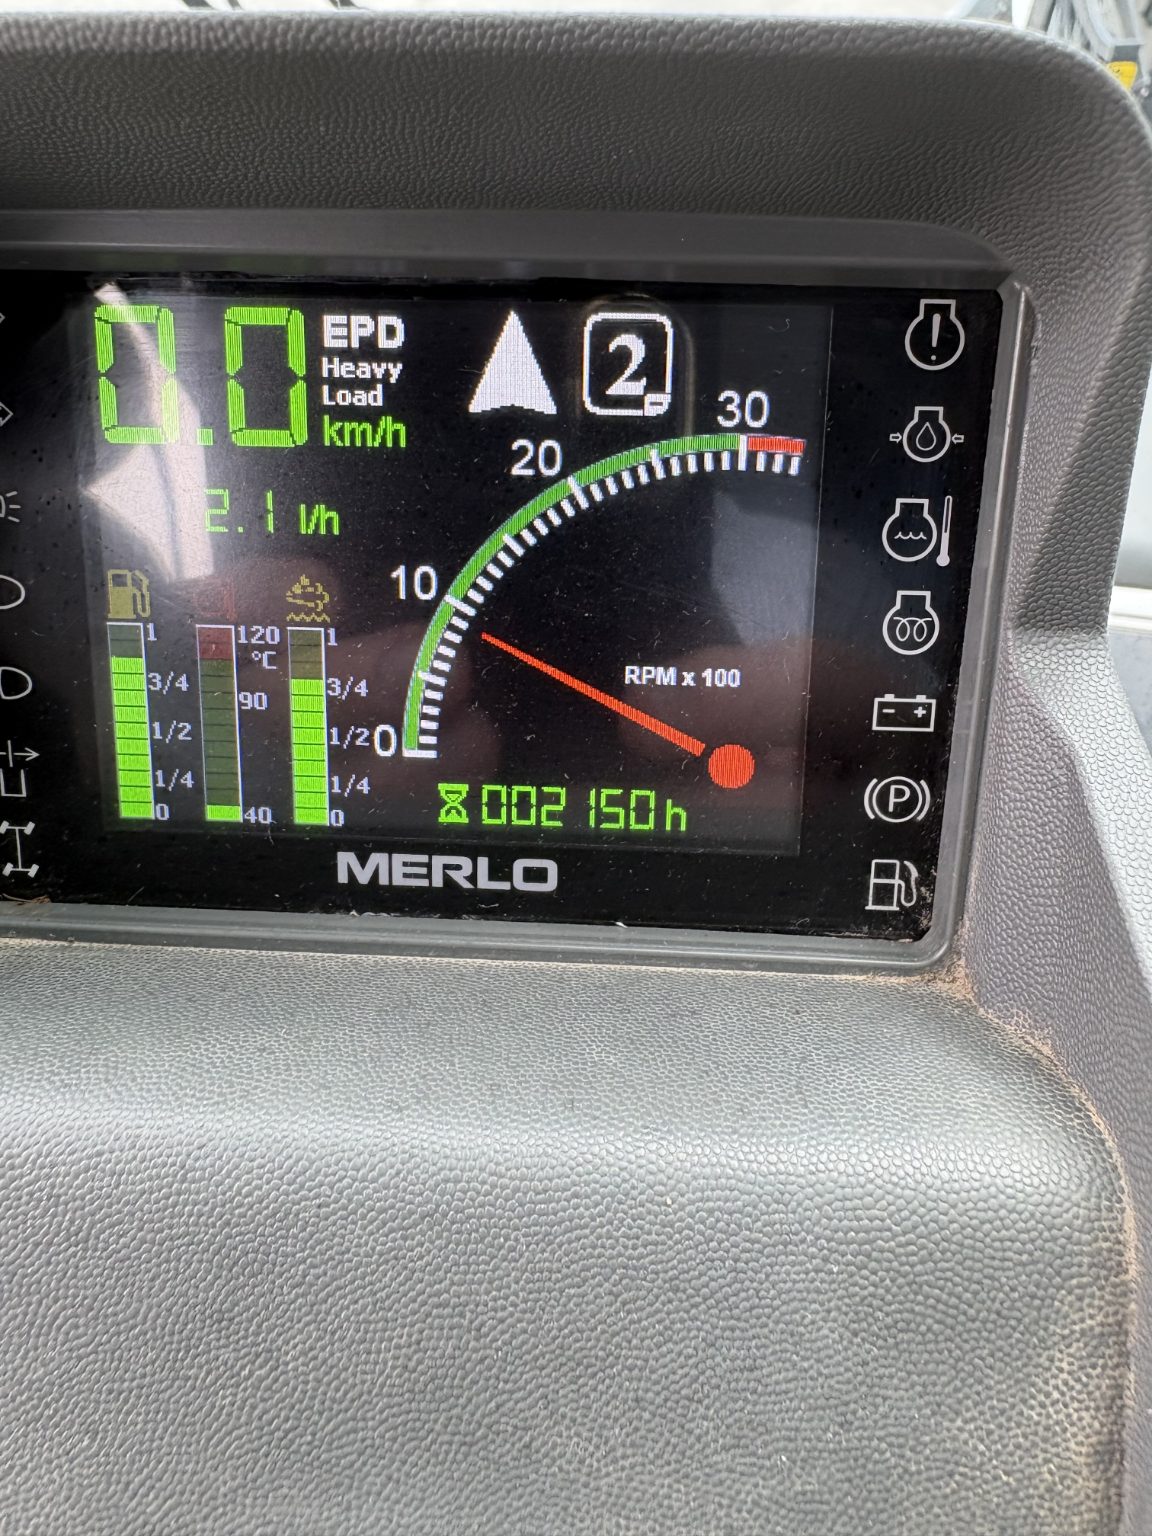 0.0 EPD
Heavy
Load
km/h
2
30
20
2.1 l/h
10
1 120 1
°C
3/4 90 3/4
RPM x 100
1/2 1/2 0
1/4 1/4
0 40 0
002150 h
MERLO
P